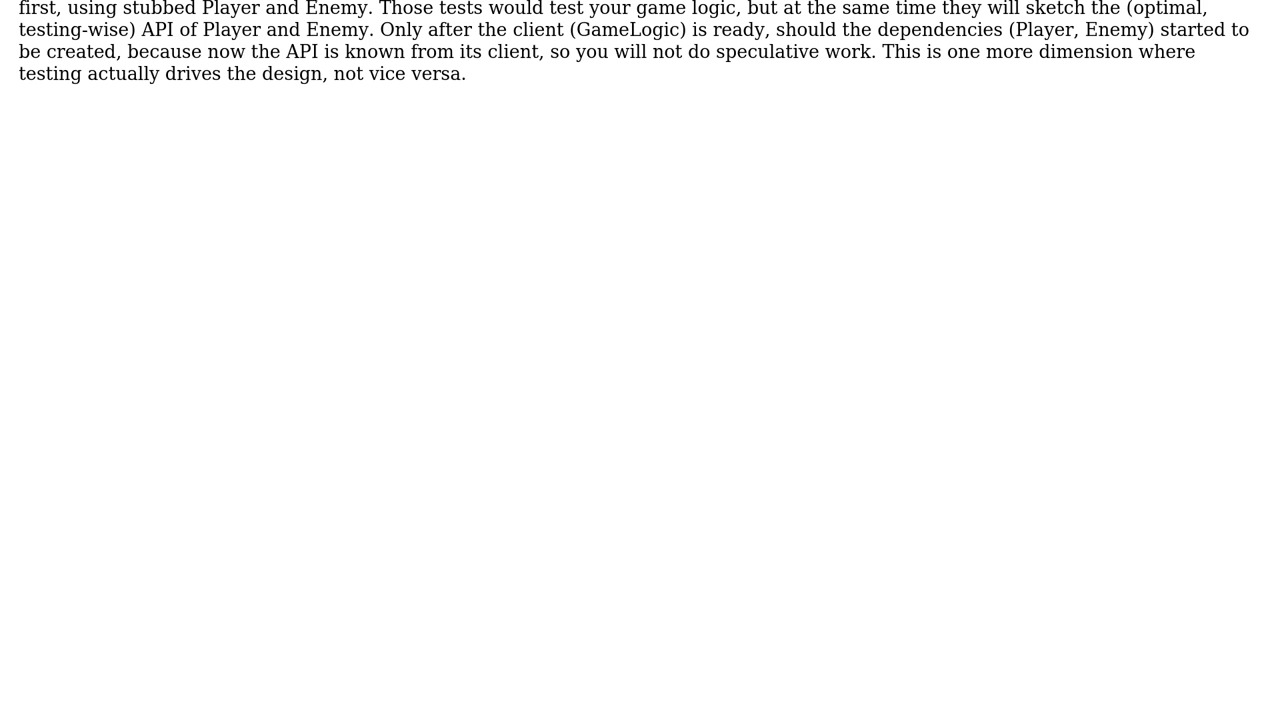 first, using stubbed Player and Enemy. Those tests would test your game logic, but at the same time they will sketch the (optimal,
testing-wise) API of Player and Enemy. Only after the client (GameLogic) is ready, should the dependencies (Player, Enemy) started to
be created, because now the API is known from its client, so you will not do speculative work. This is one more dimension where
testing actually drives the design, not vice versa.